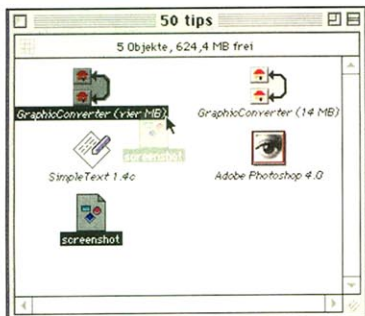 50 tips
5 Objekte, 624,4 MB frei
GraphicConverter (vier MB)
GraphicConverter (14 MB)
screenshot
SimpleText 1.4c
Adobe Photoshop 4.0
screenshot